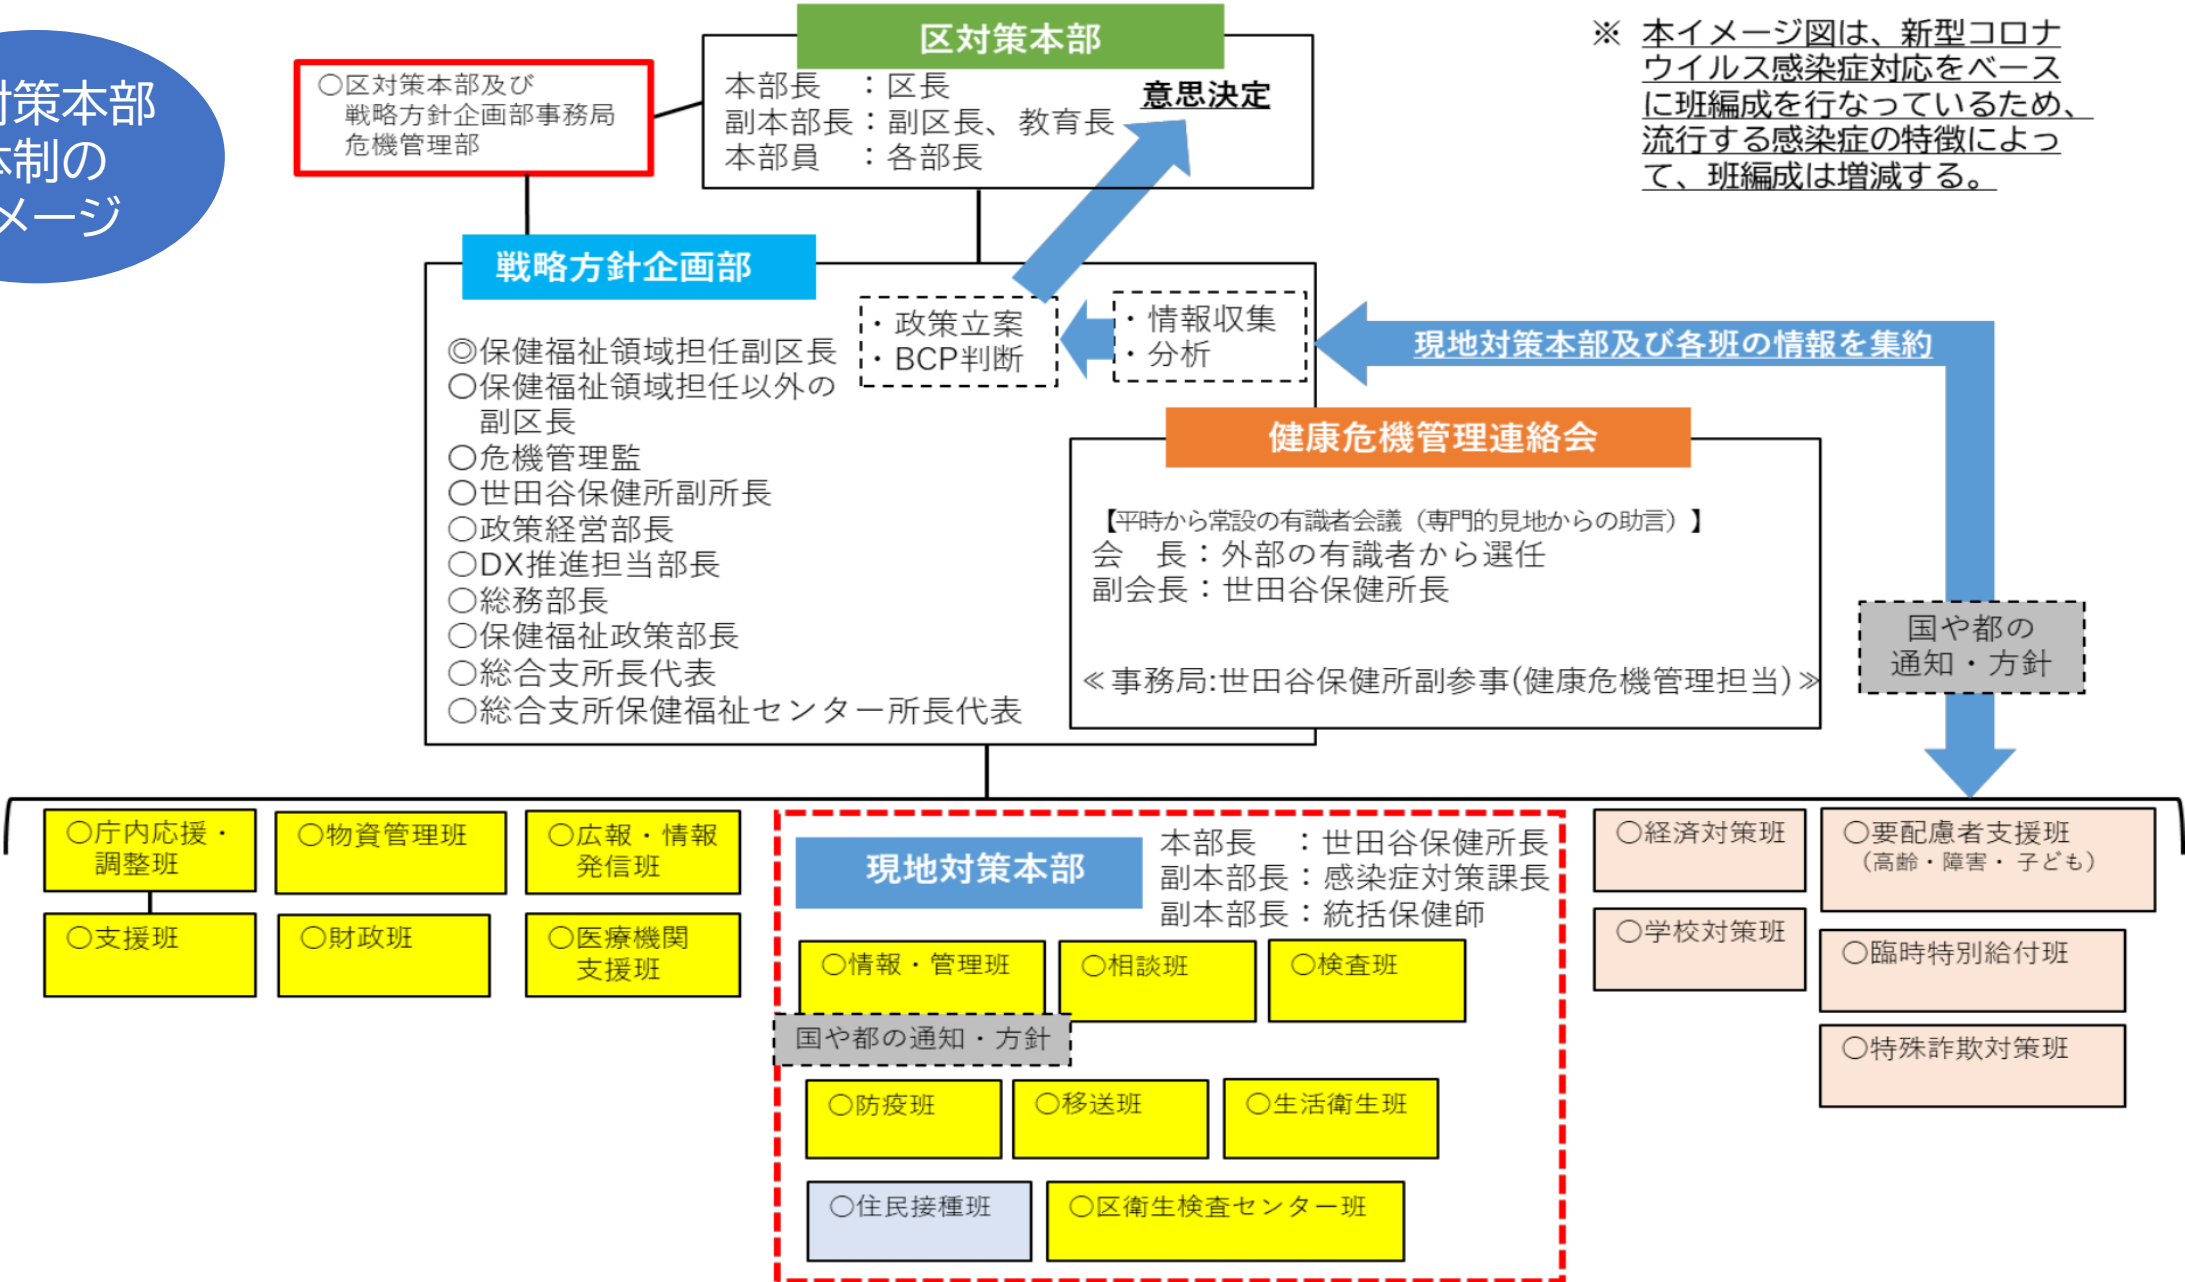 対策本部
体制の
メージ
区対策本部
本部長　：区長
副本部長：副区長、教育長
本部員　：各部長
意思決定
○区対策本部及び
戦略方針企画部事務局
危機管理部
※ 本イメージ図は、新型コロナ
ウイルス感染症対応をベース
に班編成を行なっているため、
流行する感染症の特徴によっ
て、班編成は増減する。
戦略方針企画部
◎保健福祉領域担任副区長
○保健福祉領域担任以外の
副区長
○危機管理監
○世田谷保健所副所長
○政策経営部長
○DX推進担当部長
○総務部長
○保健福祉政策部長
○総合支所長代表
○総合支所保健福祉センター所長代表
・政策立案
・BCP判断
・情報収集
・分析
現地対策本部及び各班の情報を集約
健康危機管理連絡会
【平時から常設の有識者会議（専門的見地からの助言）】
会　長：外部の有識者から選任
副会長：世田谷保健所長
≪事務局:世田谷保健所副参事(健康危機管理担当)≫
国や都の
通知・方針
○庁内応援・
調整班
○物資管理班
○広報・情報
発信班
○支援班
○財政班
○医療機関
支援班
現地対策本部
本部長　：世田谷保健所長
副本部長：感染症対策課長
副本部長：統括保健師
○情報・管理班
○相談班
○検査班
国や都の通知・方針
○防疫班
○移送班
○生活衛生班
○住民接種班
○区衛生検査センター班
○経済対策班
○要配慮者支援班
（高齢・障害・子ども）
○学校対策班
○臨時特別給付班
○特殊詐欺対策班